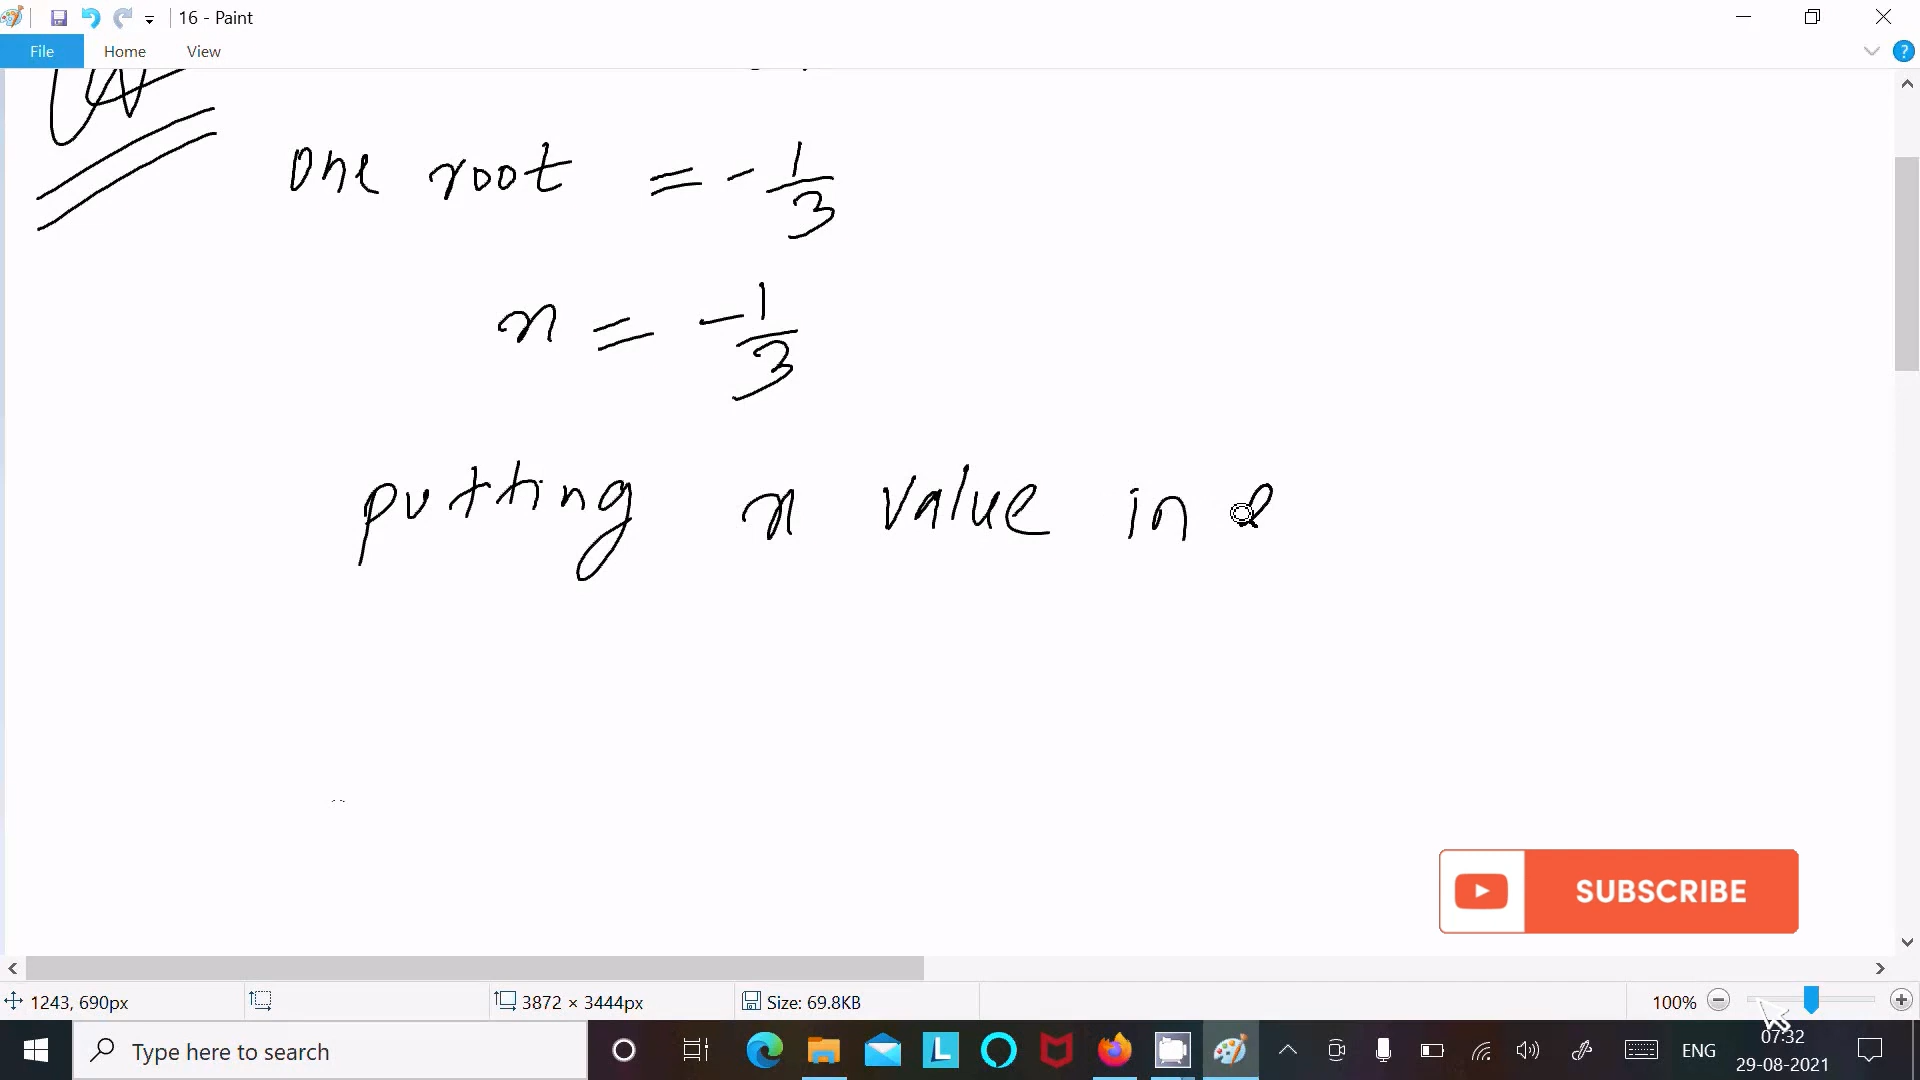 16 - Paint
File Home View
one root = - 1/3
x = - 1/3
putting x value in
SUBSCRIBE
1243, 690px 3872 × 3444px Size: 69.8KB 100%
Type here to search L ENG 07:32
29-08-2021